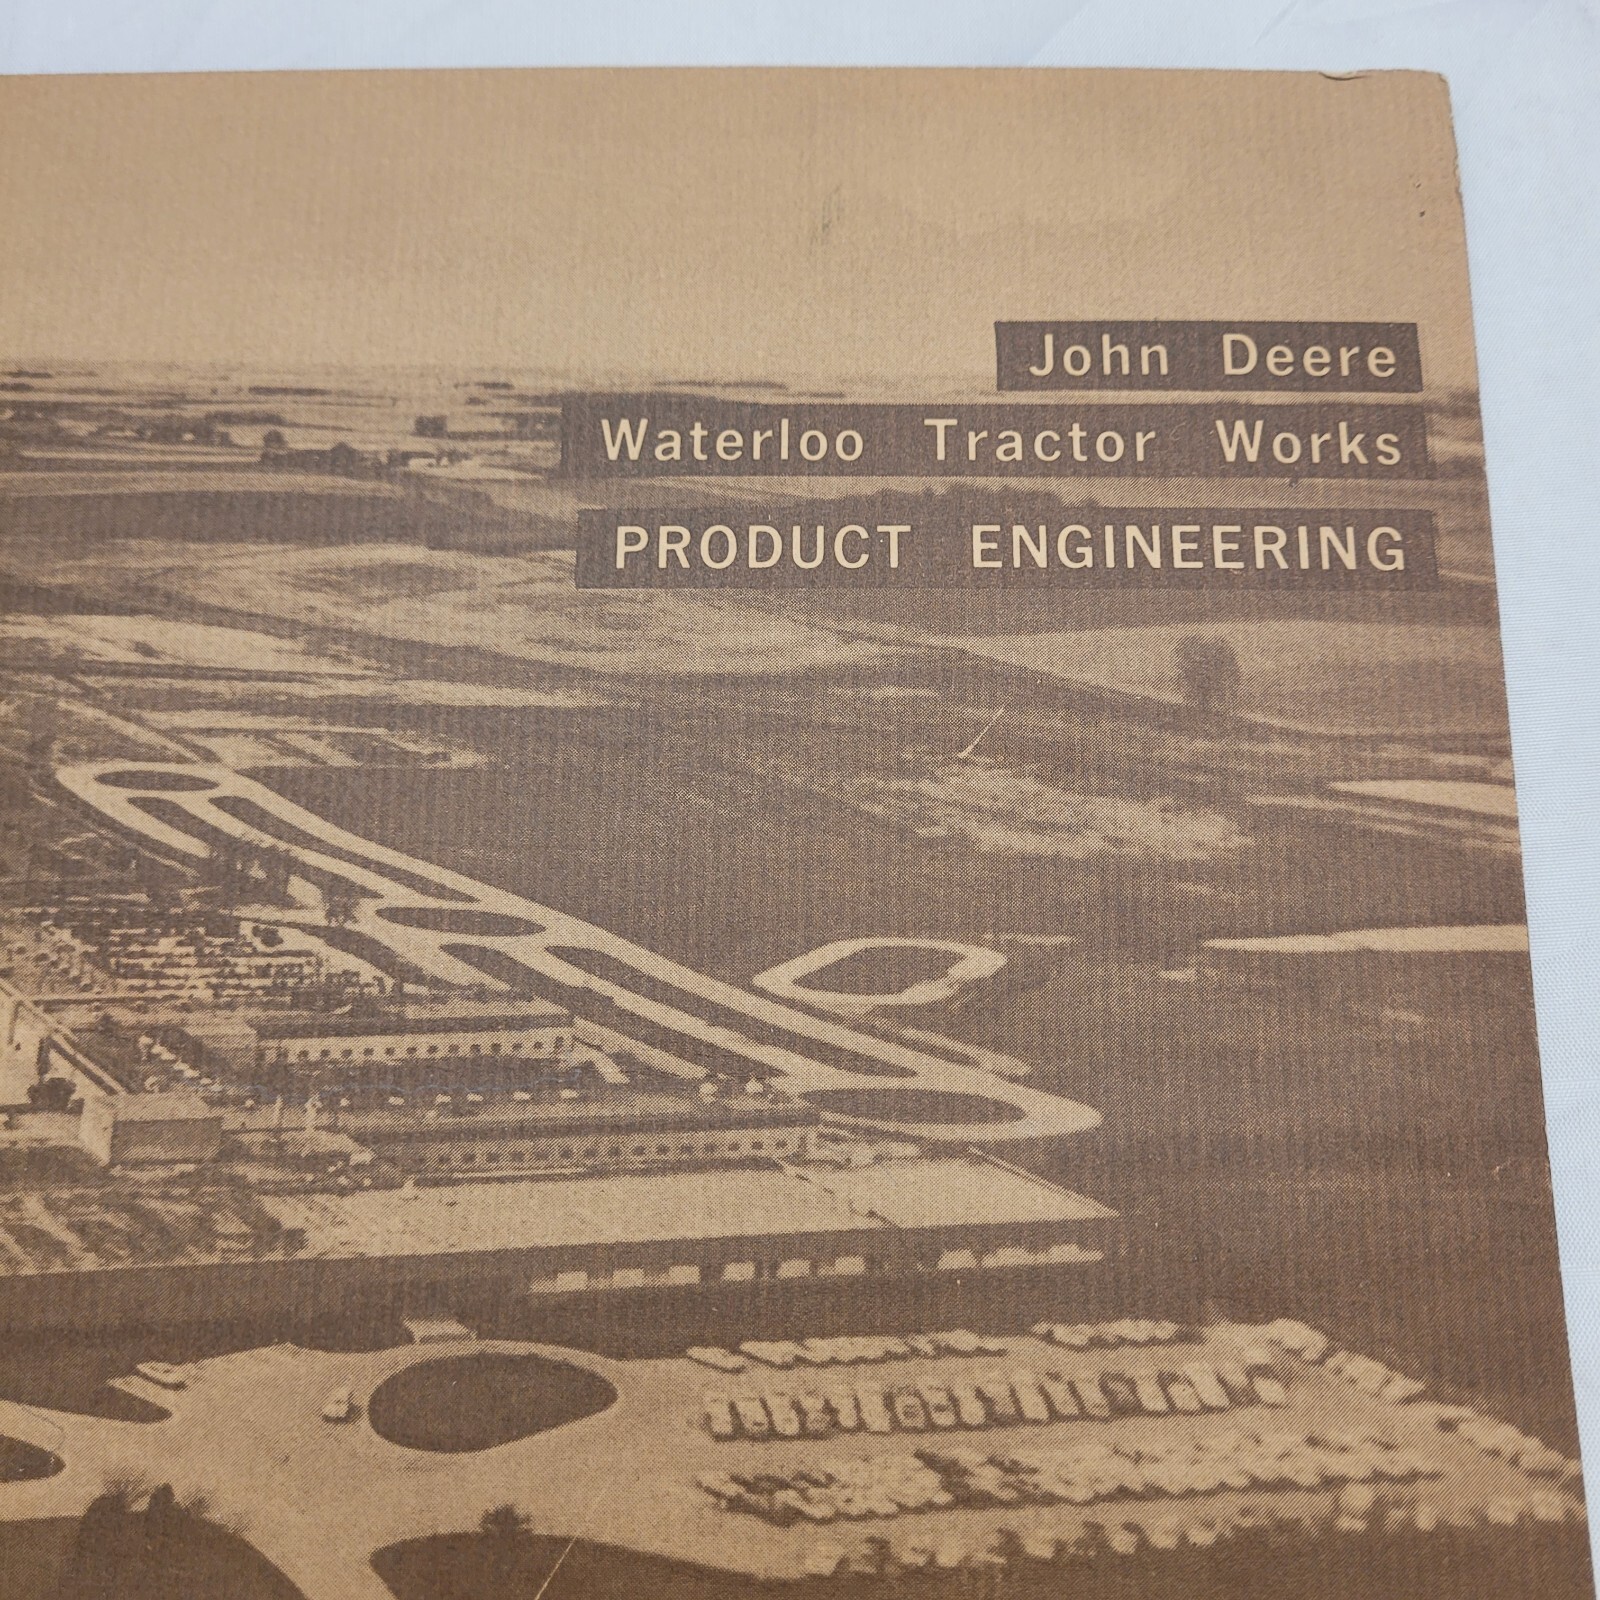 John Deere
Waterloo Tractor Works
PRODUCT ENGINEERING